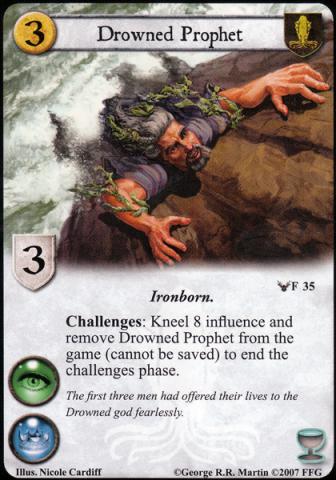 3
Drowned Prophet
3
F 35
Ironborn.
Challenges: Kneel 8 influence and
remove Drowned Prophet from the
game (cannot be saved) to end the
challenges phase.
The first three men had offered their lives to the
Drowned god fearlessly.
Illus. Nicole Cardiff
©George R.R. Martin ©2007 FFG